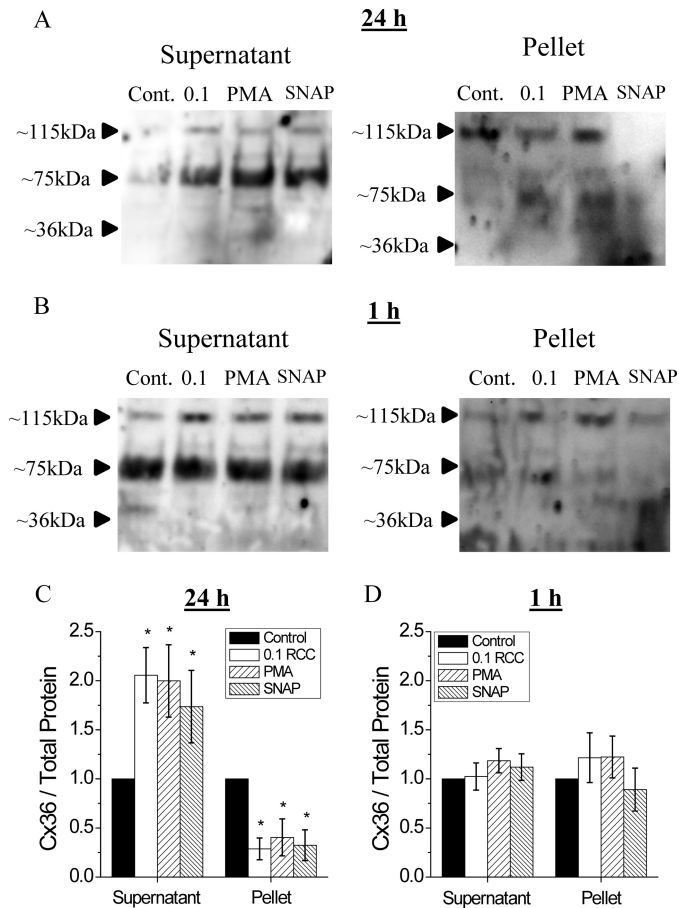 A
24 h
Supernatant
Pellet
Cont. 0.1 PMA SNAP
Cont. 0.1 PMA SNAP
~115kDa
~75kDa
~36kDa
~115kDa
~75kDa
~36kDa
B
1 h
Supernatant
Pellet
Cont. 0.1 PMA SNAP
Cont. 0.1 PMA SNAP
~115kDa
~75kDa
~36kDa
~115kDa
~75kDa
~36kDa
C
24 h
Cx36 / Total Protein
2.5
2.0
1.5
1.0
0.5
0.0
* * *
* * *
Control
0.1 RCC
PMA
SNAP
Supernatant
Pellet
D
1 h
Cx36 / Total Protein
2.5
2.0
1.5
1.0
0.5
0.0
Control
0.1 RCC
PMA
SNAP
Supernatant
Pellet